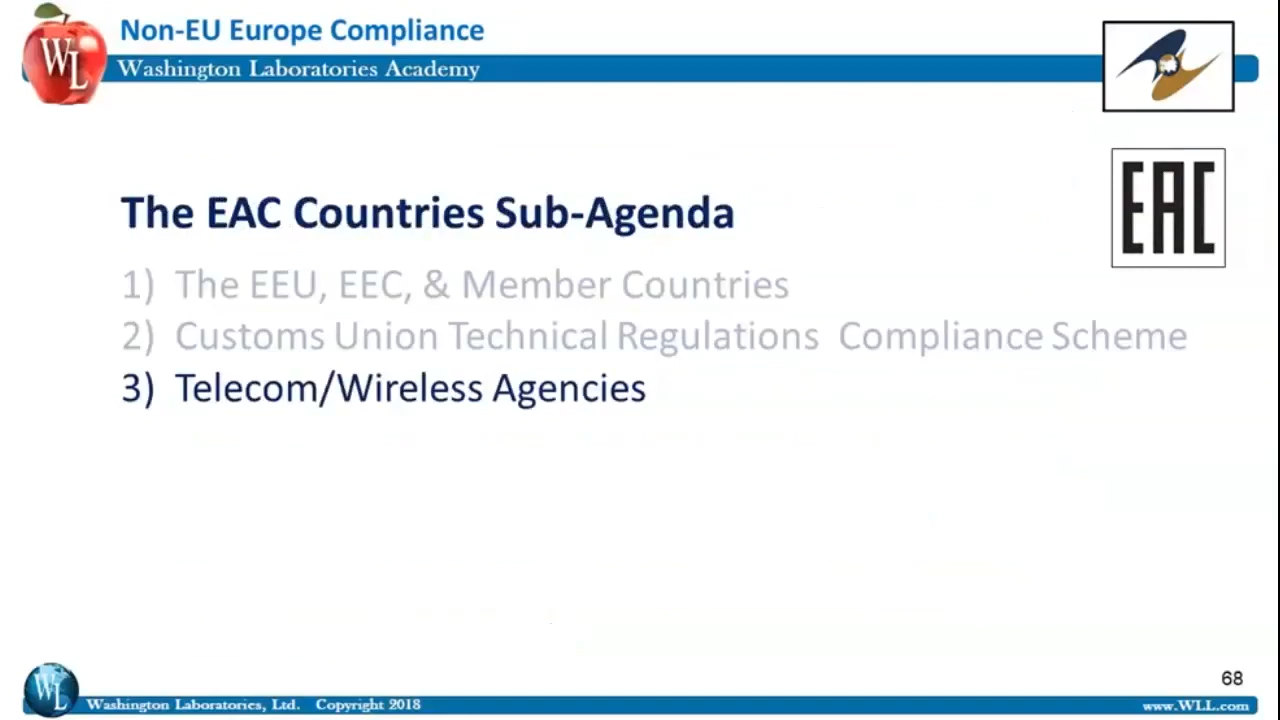 Non-EU Europe Compliance
WL
Washington Laboratories Academy
EAC
The EAC Countries Sub-Agenda
1) The EEU, EEC, & Member Countries
2) Customs Union Technical Regulations Compliance Scheme
3) Telecom/Wireless Agencies
68
WL
Washington Laboratories, Ltd. Copyright 2018
www.WLL.com